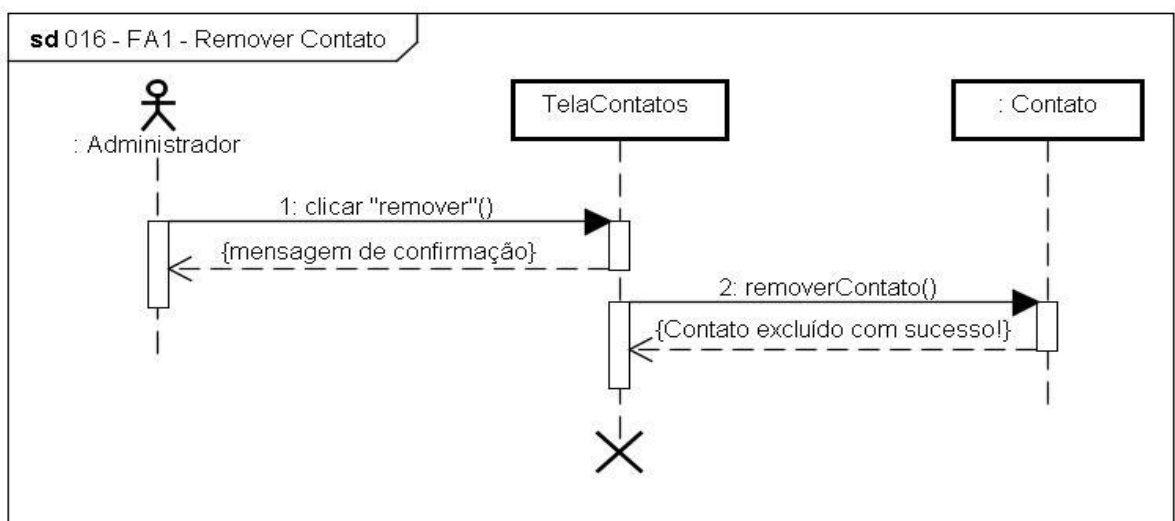 sd 016 - FA1 - Remover Contato
: Administrador
TelaContatos
: Contato
1: clicar "remover"()
{mensagem de confirmação}
2: removerContato()
{Contato excluído com sucesso!}